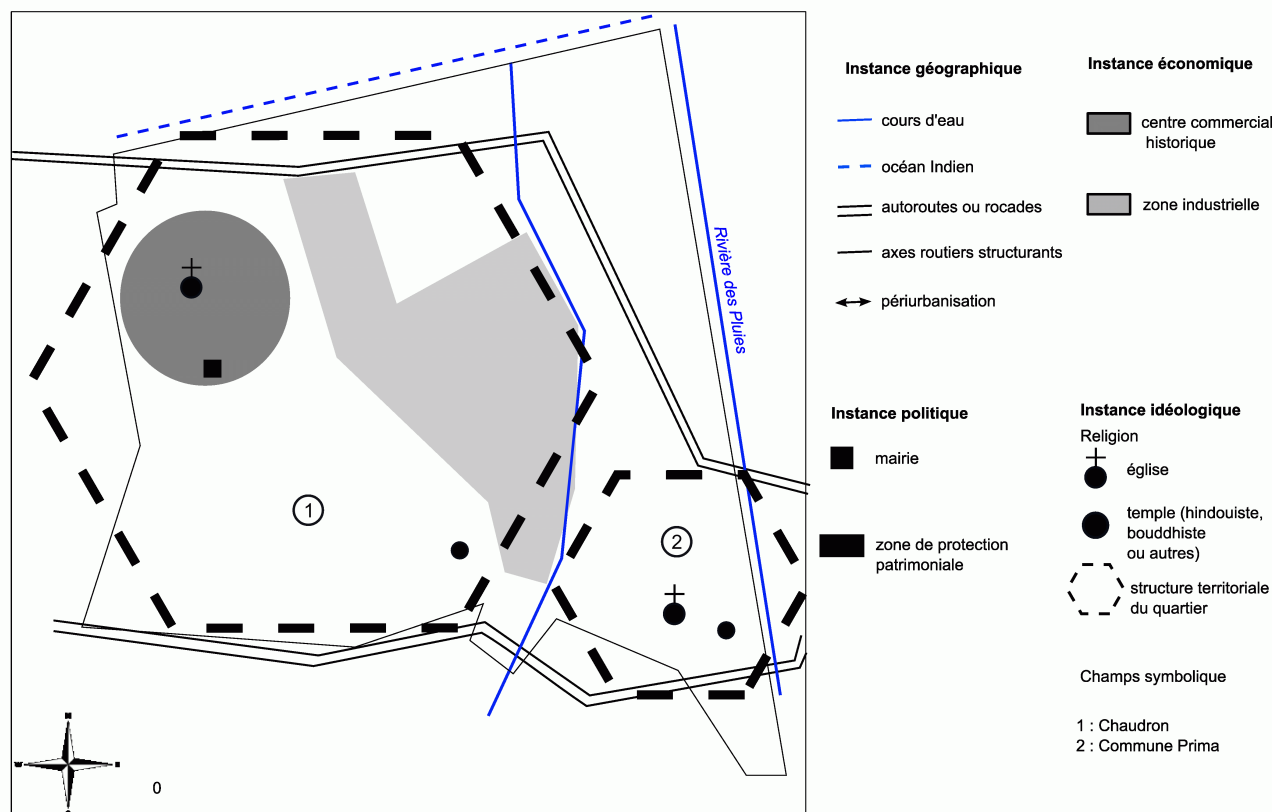 Rivière des Pluies
1
2
0
Instance géographique
cours d'eau
océan Indien
autoroutes ou rocades
axes routiers structurants
périurbanisation
Instance économique
centre commercial
historique
zone industrielle
Instance politique
mairie
zone de protection
patrimoniale
Instance idéologique
Religion
église
temple (hindouiste,
bouddhiste
ou autres)
structure territoriale
du quartier
Champs symbolique
1 : Chaudron
2 : Commune Prima